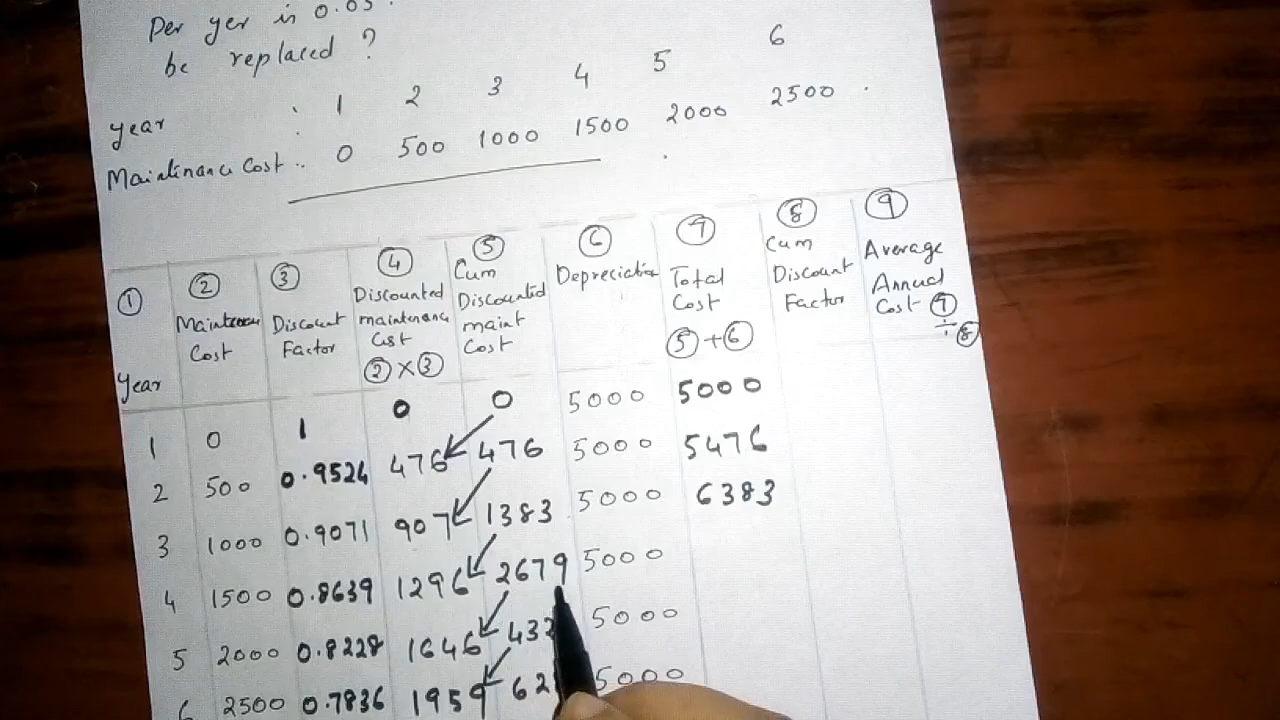 Per yer is 0.05.
be replaced ?
year : 1 2 3 4 5 6
Maintinance Cost .. 0 500 1000 1500 2000 2500 .
① ② ③ ④ ⑤ ⑥ ⑦ ⑧ ⑨
Year
Maintenance Cost
Discount Factor
Discounted maintenance Cost ② X ③
Cum Discounted maint Cost
Depreciation
Total Cost ⑤ + ⑥
Cum Discount Factor
Average Annual Cost ⑦ ÷ ⑧
1 0 1 0 0 5000 5000
2 500 0.9524 476 476 5000 5476
3 1000 0.9071 907 1383 5000 6383
4 1500 0.8639 1296 2679 5000
5 2000 0.8228 1646 432 5000
6 2500 0.7836 1959 62 5000